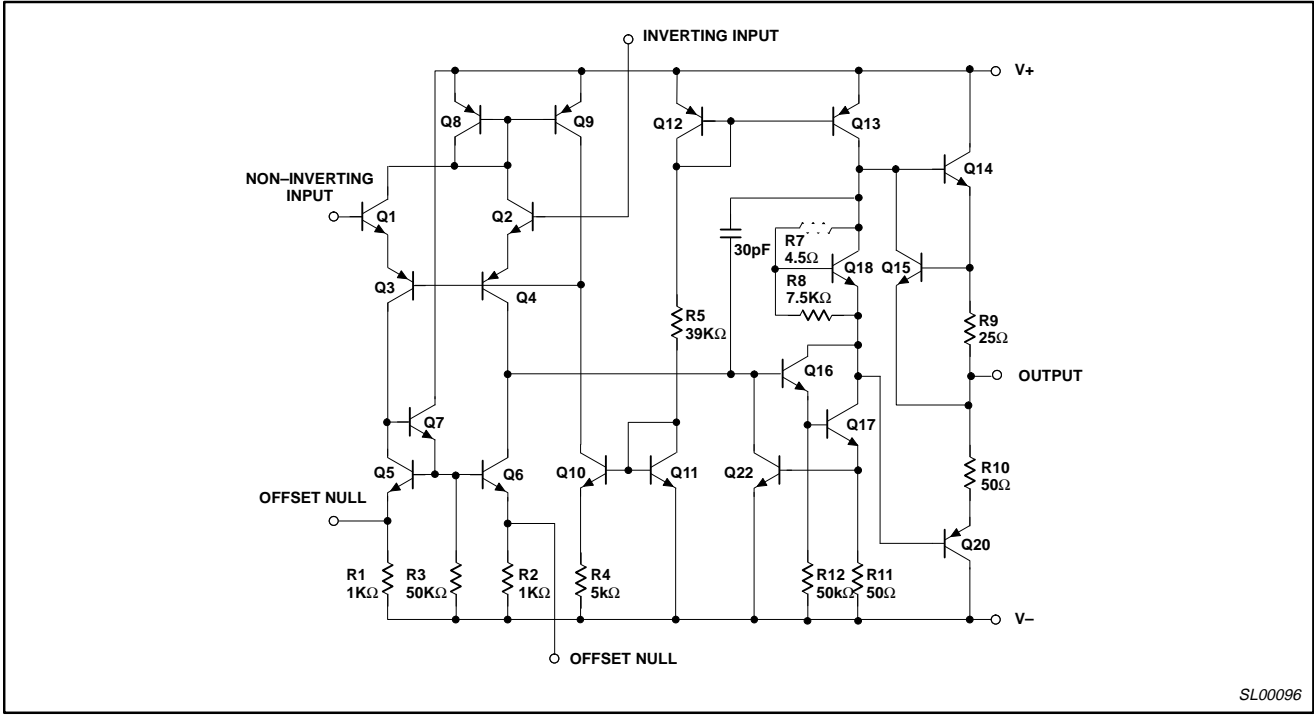 INVERTING INPUT
V+
Q8
Q9
Q12
Q13
Q14
NON–INVERTING
INPUT
Q1
Q2
R7
4.5Ω
30pF
Q18
Q15
Q3
Q4
R8
7.5KΩ
R5
39KΩ
R9
25Ω
Q16
OUTPUT
Q7
Q17
Q5
Q6
Q10
Q11
Q22
R10
50Ω
OFFSET NULL
Q20
R1
1KΩ
R3
50KΩ
R2
1KΩ
R4
5kΩ
R12
50kΩ
R11
50Ω
V–
OFFSET NULL
SL00096